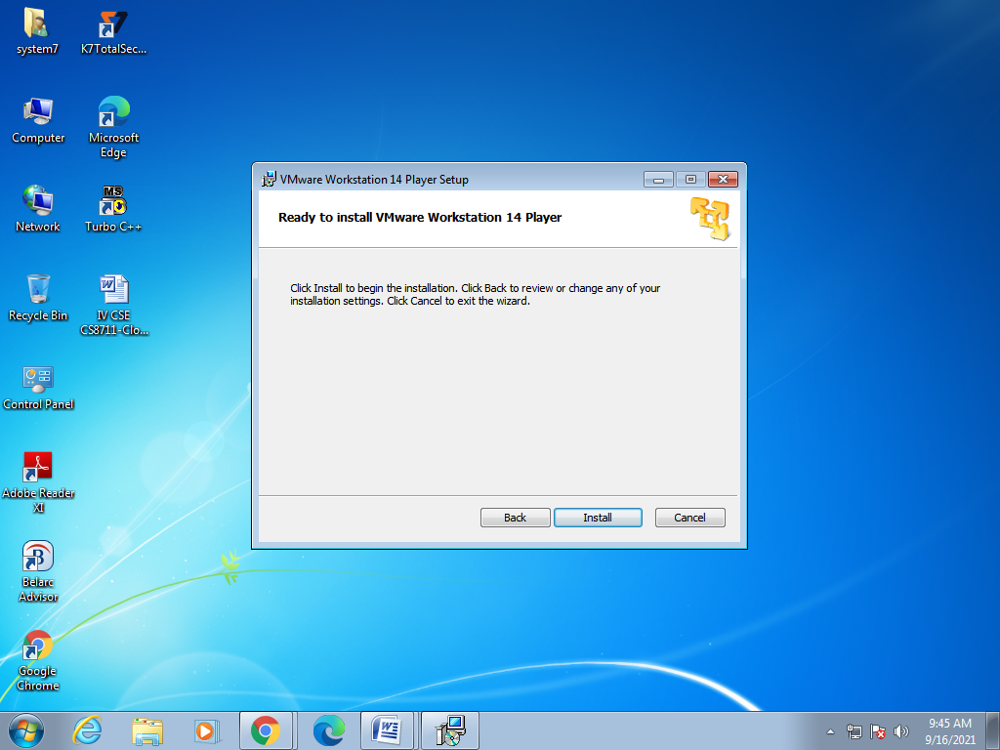 system7
K7TotalSec...
Computer
Microsoft
Edge
Network
MS
Turbo C++
Recycle Bin
IV CSE
CS8711-Clo...
Control Panel
Adobe Reader
XI
Belarc
Advisor
Google
Chrome
VMware Workstation 14 Player Setup
Ready to install VMware Workstation 14 Player
Click Install to begin the installation. Click Back to review or change any of your
installation settings. Click Cancel to exit the wizard.
Back
Install
Cancel
9:45 AM
9/16/2021